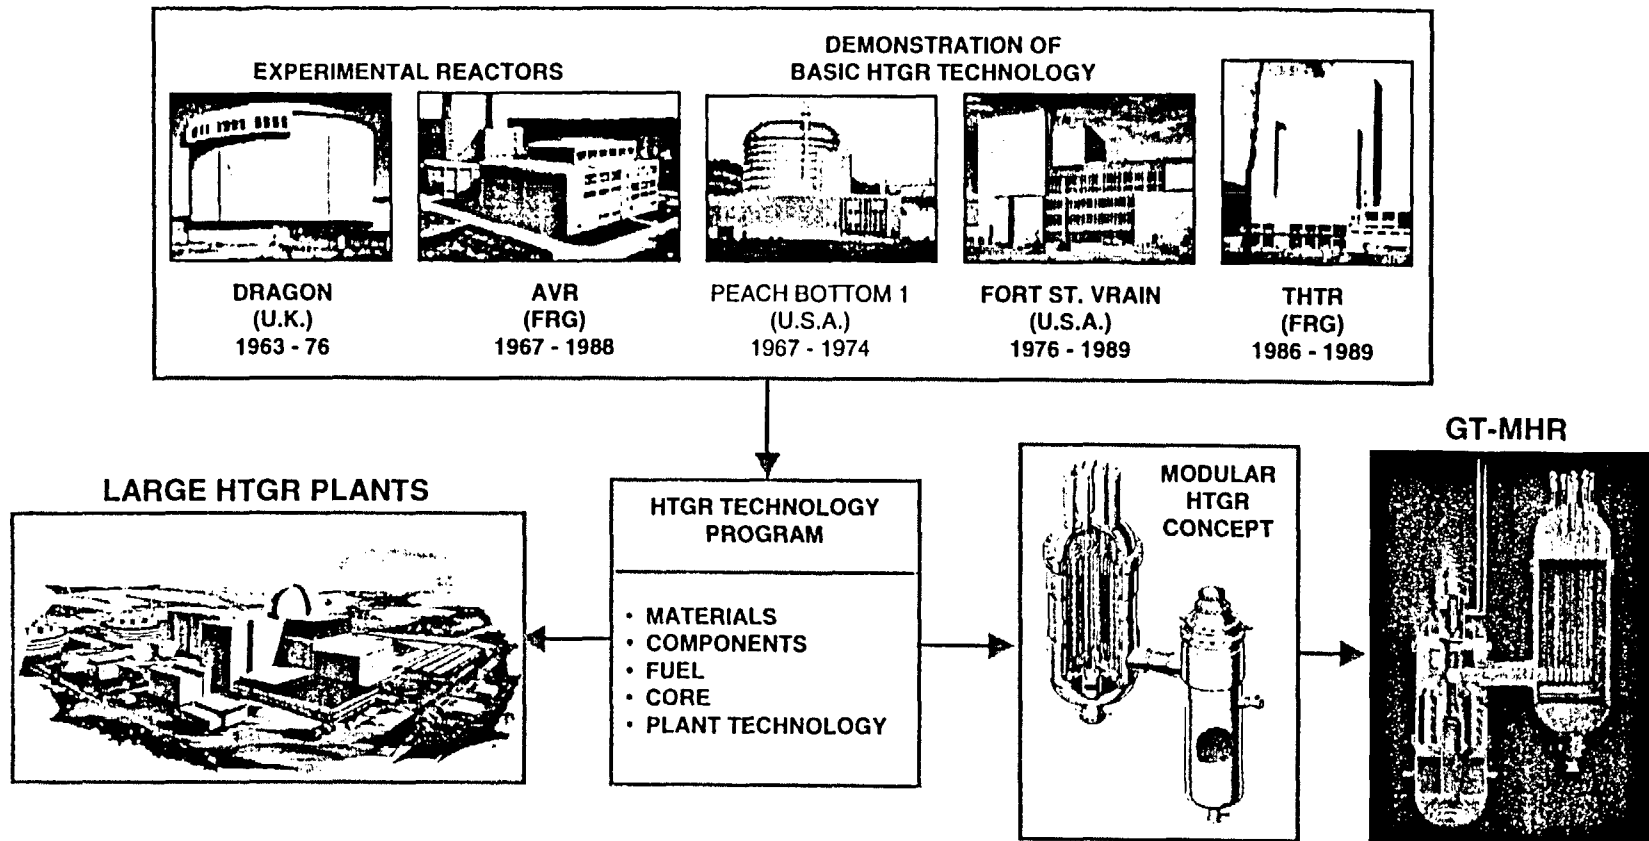 EXPERIMENTAL REACTORS
DEMONSTRATION OF
BASIC HTGR TECHNOLOGY
DRAGON
(U.K.)
1963 - 76
AVR
(FRG)
1967 - 1988
PEACH BOTTOM 1
(U.S.A.)
1967 - 1974
FORT ST. VRAIN
(U.S.A.)
1976 - 1989
THTR
(FRG)
1986 - 1989
LARGE HTGR PLANTS
HTGR TECHNOLOGY
PROGRAM
• MATERIALS
• COMPONENTS
• FUEL
• CORE
• PLANT TECHNOLOGY
MODULAR
HTGR
CONCEPT
GT-MHR